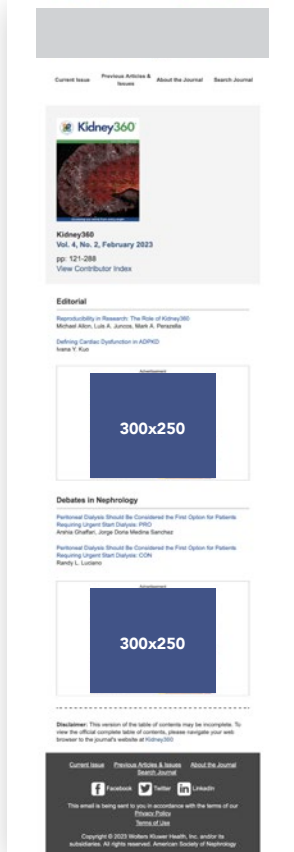 Current Issue
Previous Articles &
Issues
About the Journal
Search Journal
Kidney360
Kidney360
Vol. 4, No. 2, February 2023
pp: 121-288
View Contributor Index
Editorial
Reproducibility in Research: The Role of Kidney360
Michael Allon, Luis A. Juncos, Mark A. Perazella
Defining Cardiac Dysfunction in ADPKD
Ivana Y. Kuo
Advertisement
300x250
Debates in Nephrology
Peritoneal Dialysis Should Be Considered the First Option for Patients
Requiring Urgent Start Dialysis: PRO
Arshia Ghaffari, Jorge Doria Medina Sanchez
Peritoneal Dialysis Should Be Considered the First Option for Patients
Requiring Urgent Start Dialysis: CON
Randy L. Luciano
Advertisement
300x250
Disclaimer: This version of the table of contents may be incomplete. To
view the official complete table of contents, please navigate your web
browser to the journal's website at Kidney360
Current Issue Previous Articles & Issues About the Journal
Search Journal
Facebook Twitter LinkedIn
This email is being sent to you in accordance with the terms of our
Privacy Policy
Terms of Use
Copyright © 2023 Wolters Kluwer Health, Inc. and/or its
subsidiaries. All rights reserved. American Society of Nephrology